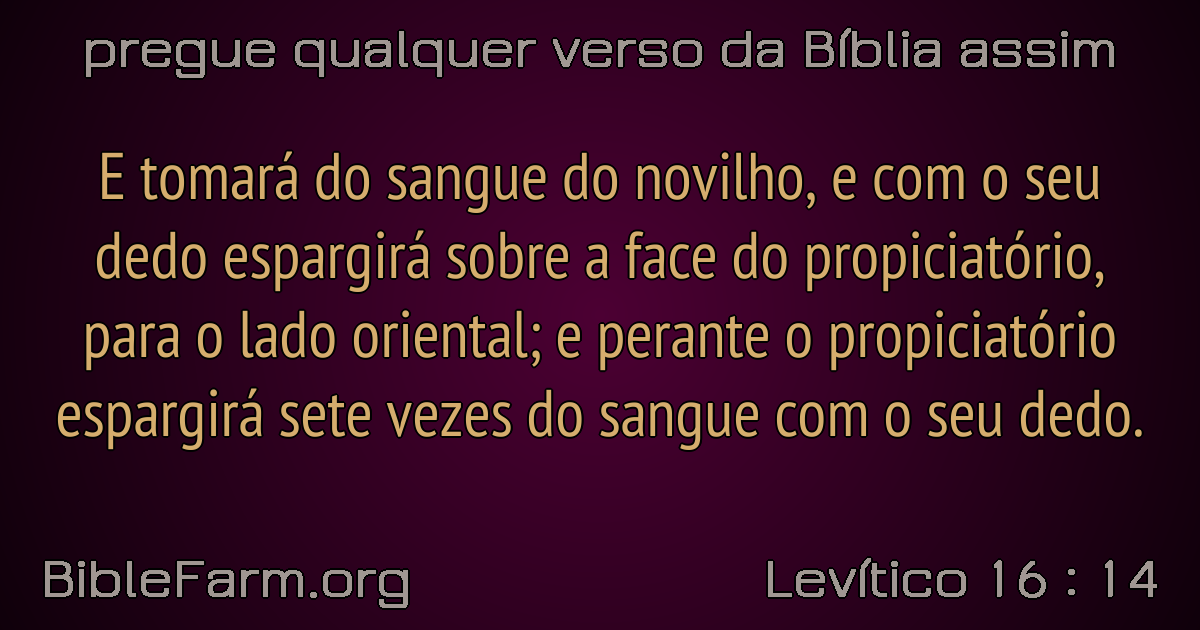 pregue qualquer verso da Bíblia assim
E tomará do sangue do novilho, e com o seu
dedo espargirá sobre a face do propiciatório,
para o lado oriental; e perante o propiciatório
espargirá sete vezes do sangue com o seu dedo.
BibleFarm.org
Levítico 16 : 14